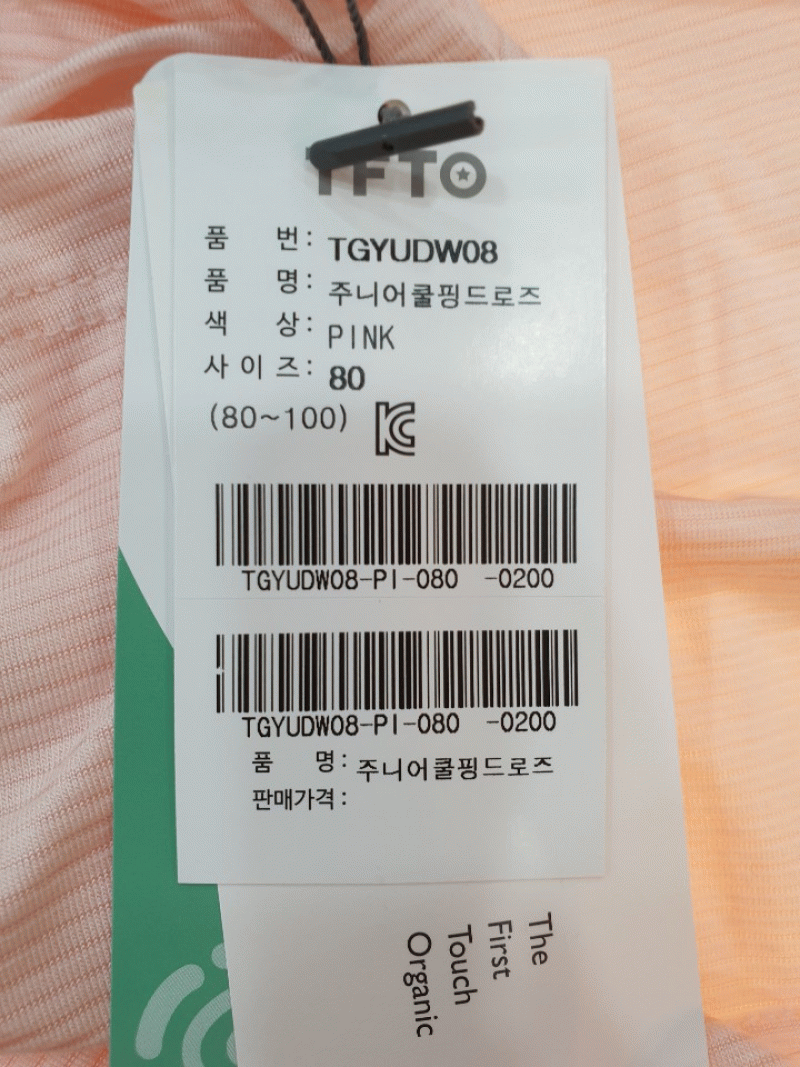 TFTO
품 번: TGYUDW08
품 명: 주니어쿨핑드로즈
색 상: PINK
사이즈: 80
(80~100) KC
TGYUDW08-PI-080 -0200
TGYUDW08-PI-080 -0200
품 명: 주니어쿨핑드로즈
판매가격:
The
First
Touch
Organic